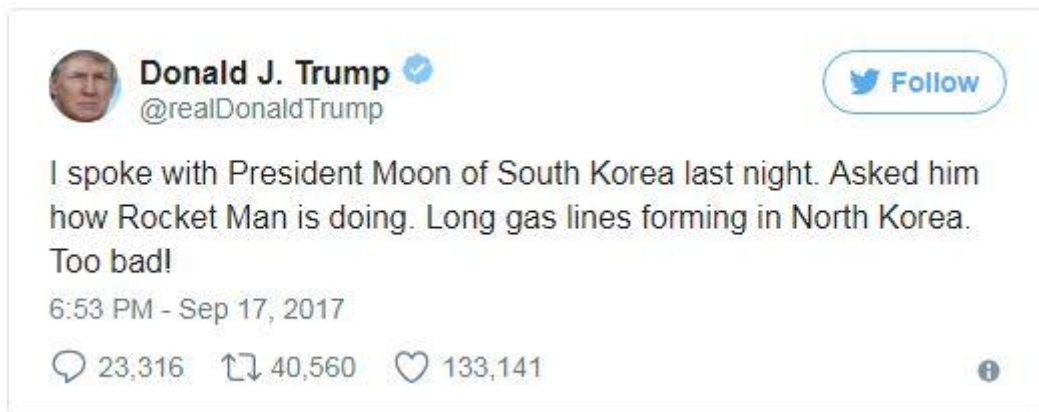 Donald J. Trump
Follow
@realDonaldTrump
I spoke with President Moon of South Korea last night. Asked him
how Rocket Man is doing. Long gas lines forming in North Korea.
Too bad!
6:53 PM - Sep 17, 2017
23,316 40,560 133,141